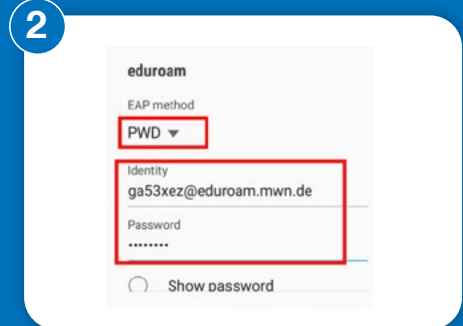 2
eduroam
EAP method
PWD
Identity
ga53xez@eduroam.mwn.de
Password
••••••••
Show password